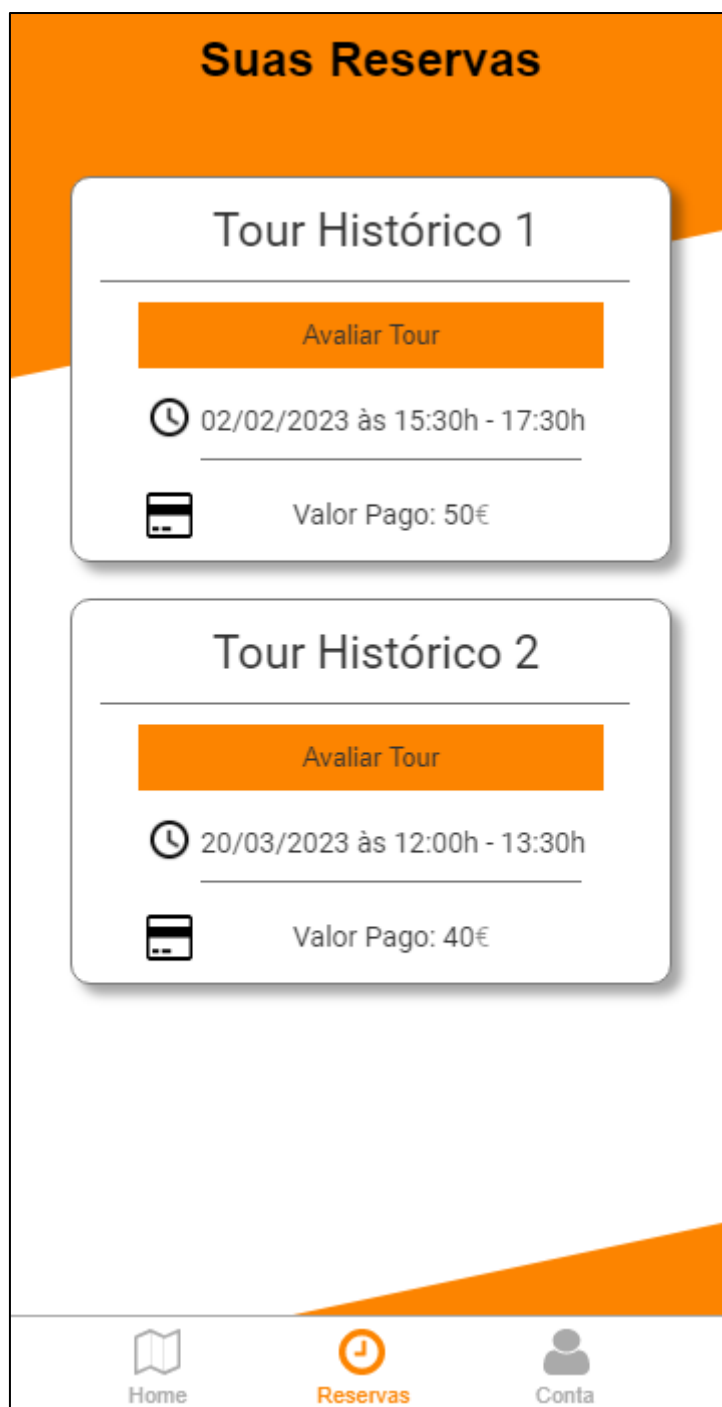 Suas Reservas
Tour Histórico 1
Avaliar Tour
02/02/2023 às 15:30h - 17:30h
Valor Pago: 50€
Tour Histórico 2
Avaliar Tour
20/03/2023 às 12:00h - 13:30h
Valor Pago: 40€
Home Reservas Conta